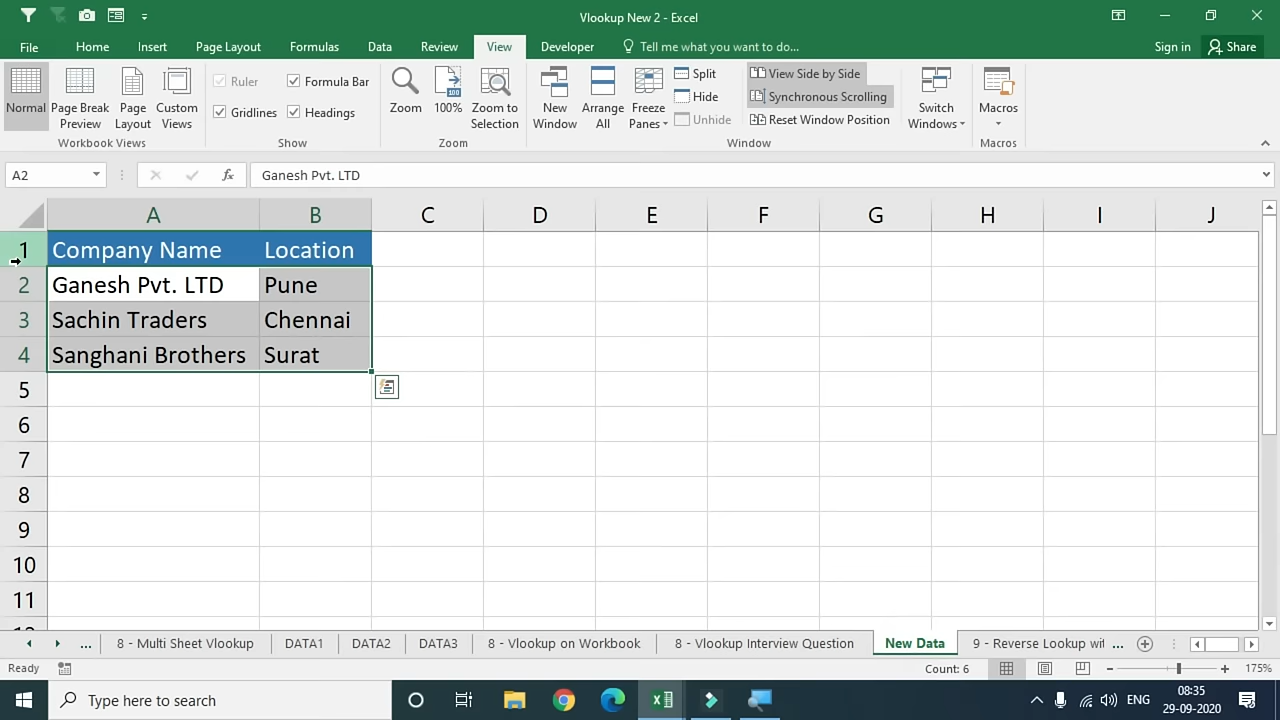 Vlookup New 2 - Excel
File Home Insert Page Layout Formulas Data Review View Developer Tell me what you want to do... Sign in Share
Normal Page Break Preview Page Layout Custom Views
Workbook Views
Ruler Formula Bar
Gridlines Headings
Show
Zoom 100% Zoom to Selection
Zoom
New Window Arrange All Freeze Panes
Split
Hide
Unhide
View Side by Side
Synchronous Scrolling
Reset Window Position
Window
Switch Windows
Macros
Macros
A2 fx Ganesh Pvt. LTD
A B C D E F G H I J
1 Company Name Location
2 Ganesh Pvt. LTD Pune
3 Sachin Traders Chennai
4 Sanghani Brothers Surat
5
6
7
8
9
10
11
... 8 - Multi Sheet Vlookup DATA1 DATA2 DATA3 8 - Vlookup on Workbook 8 - Vlookup Interview Question New Data 9 - Reverse Lookup wit ...
Ready Count: 6 175%
Type here to search ENG 08:35
29-09-2020